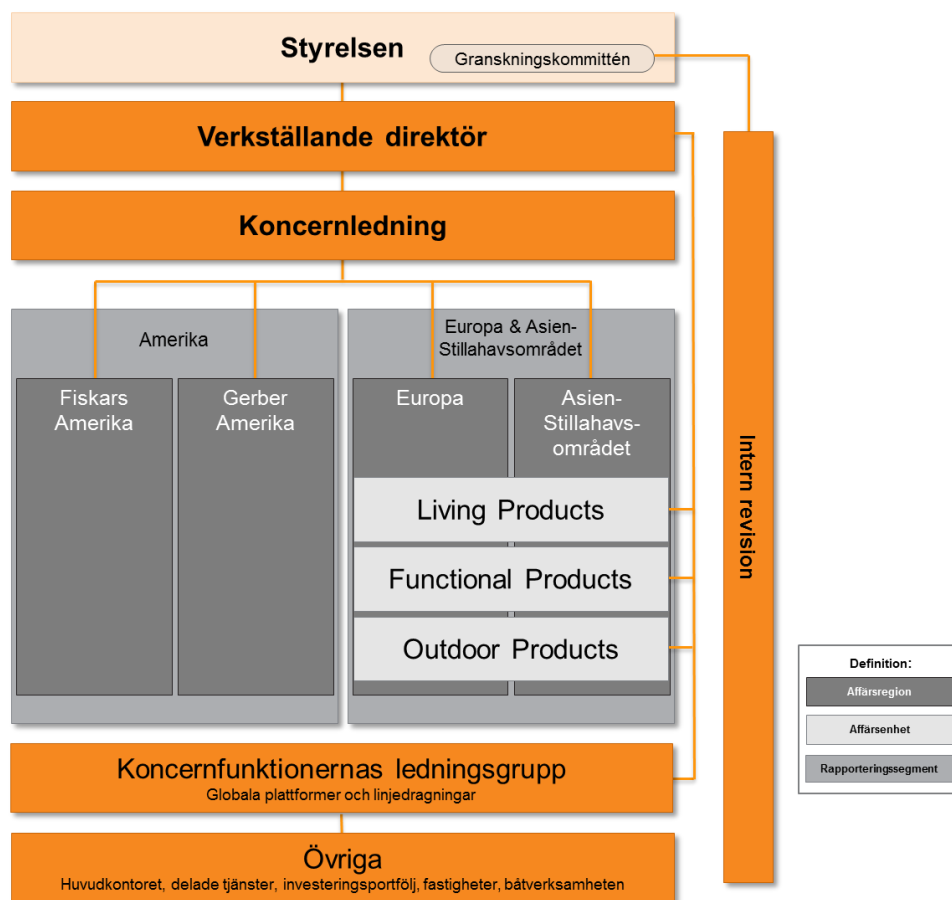 Styrelsen
Granskningskommittén
Verkställande direktör
Koncernledning
Amerika
Europa & Asien-
Stillahavsområdet
Fiskars
Amerika
Gerber
Amerika
Europa
Asien-
Stillahavs-
området
Living Products
Functional Products
Outdoor Products
Intern revision
Koncernfunktionernas ledningsgrupp
Globala plattformer och linjedragningar
Övriga
Huvudkontoret, delade tjänster, investeringsportfölj, fastigheter, båtverksamheten
Definition:
Affärsregion
Affärsenhet
Rapporteringssegment